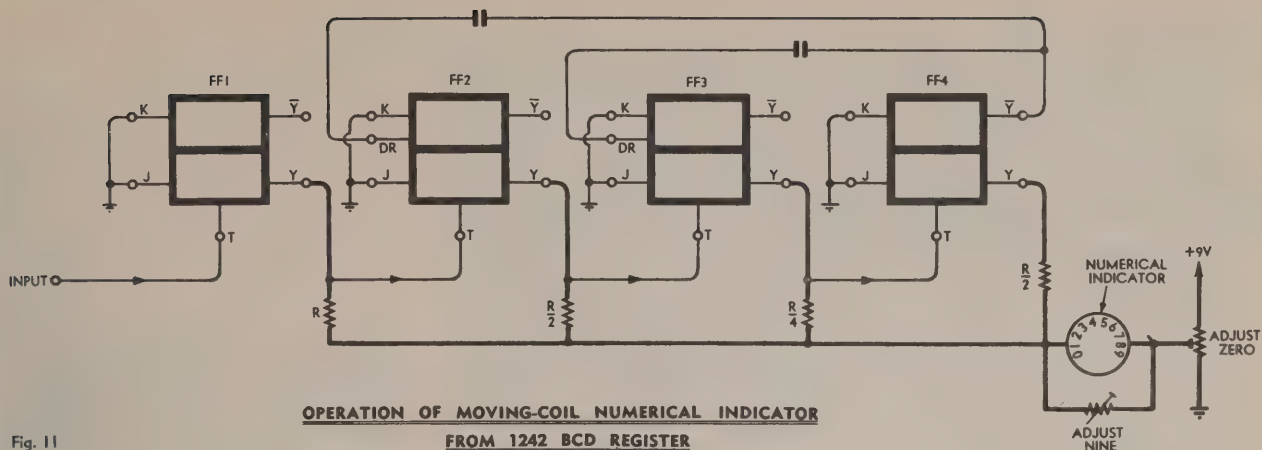 FF1
FF2
FF3
FF4
K
Y̅
K
Y̅
K
Y̅
K
Y̅
DR
DR
J
Y
J
Y
J
Y
J
Y
T
T
T
T
INPUT
R
R/2
R/4
R/2
NUMERICAL
INDICATOR
0 1 2 3 4 5 6 7 8 9
+9V
ADJUST
ZERO
ADJUST
NINE
OPERATION OF MOVING-COIL NUMERICAL INDICATOR
FROM 1242 BCD REGISTER
Fig. 11